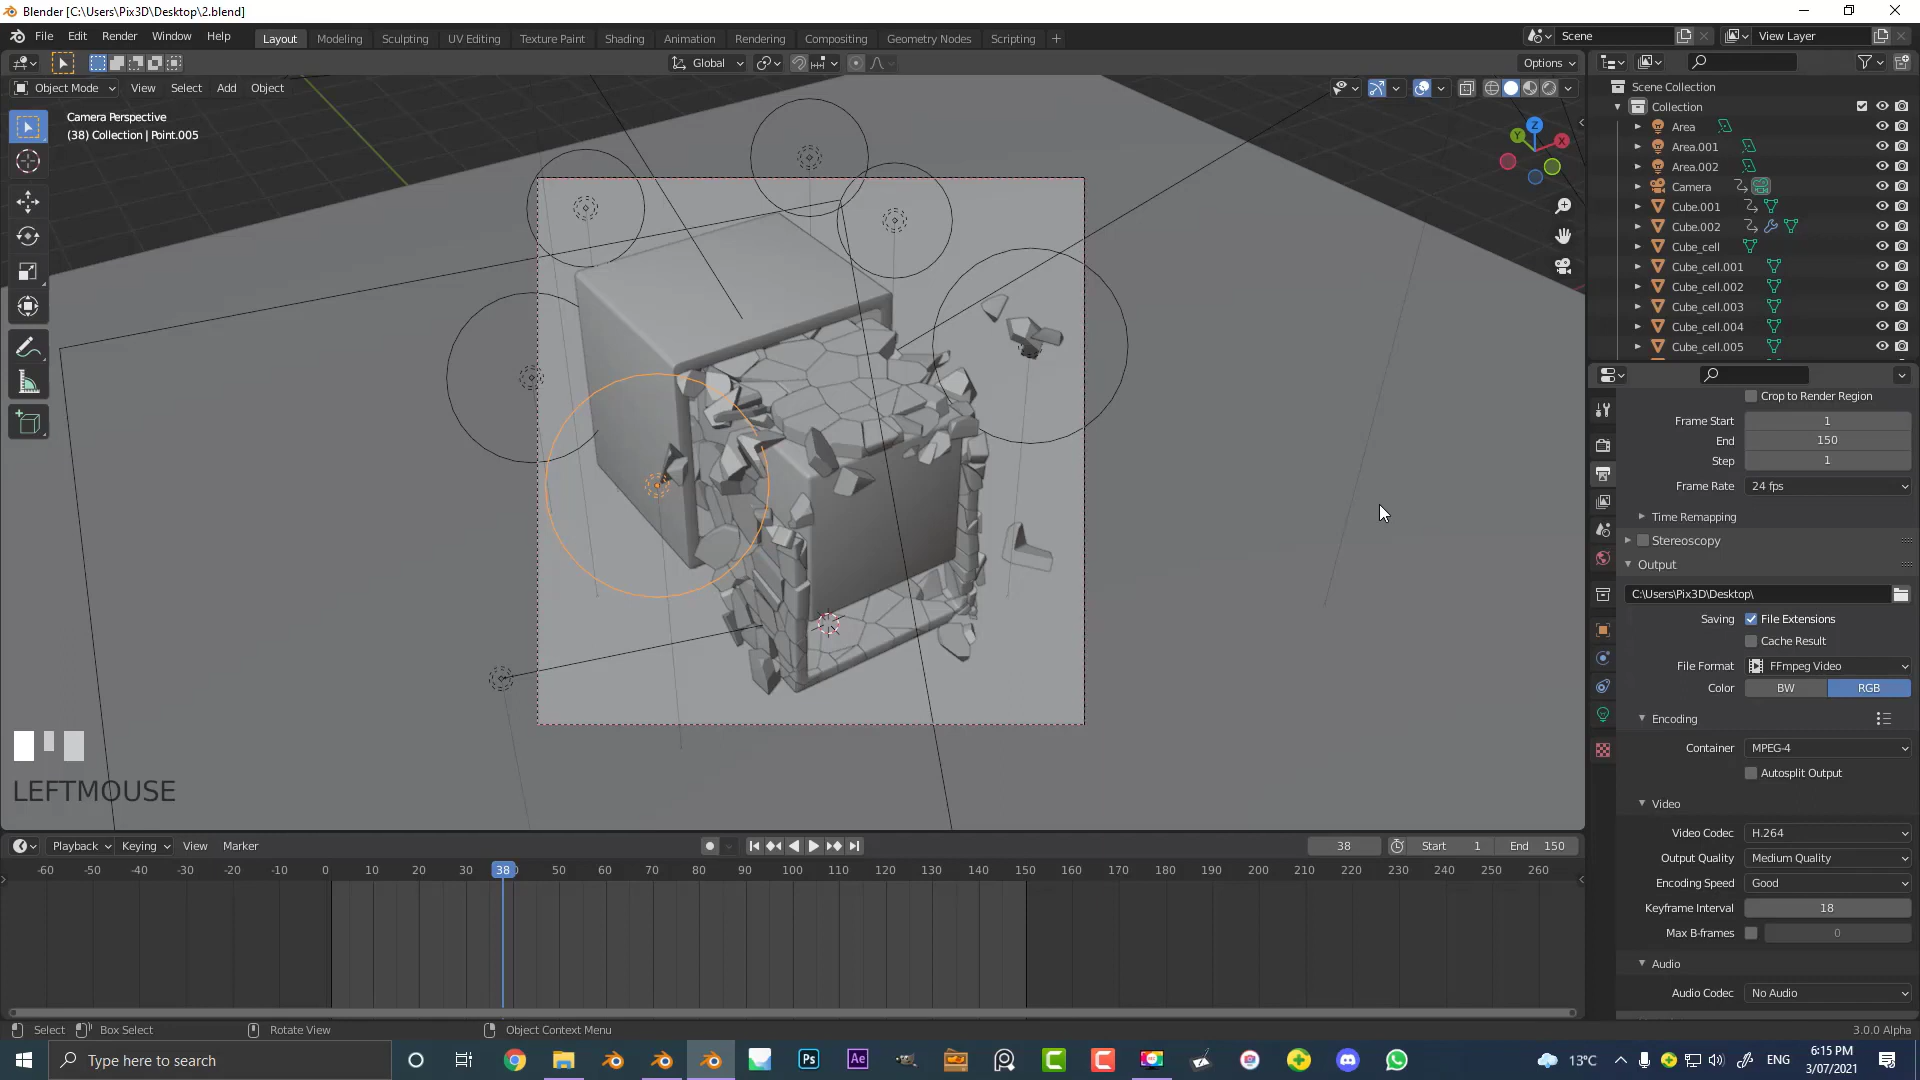 Blender [C:\Users\Pix3D\Desktop\2.blend]
File Edit Render Window Help
Layout Modeling Sculpting UV Editing Texture Paint Shading Animation Rendering Compositing Geometry Nodes Scripting
Scene
View Layer
Global
Options
Object Mode View Select Add Object
Camera Perspective
(38) Collection | Point.005
Z
Y
X
Scene Collection
Collection
Area
Area.001
Area.002
Camera
Cube.001
Cube.002
Cube_cell
Cube_cell.001
Cube_cell.002
Cube_cell.003
Cube_cell.004
Cube_cell.005
Crop to Render Region
Frame Start 1
End 150
Step 1
Frame Rate 24 fps
Time Remapping
Stereoscopy
Output
C:\Users\Pix3D\Desktop\
Saving File Extensions
Cache Result
File Format FFmpeg Video
Color BW RGB
Encoding
Container MPEG-4
Autosplit Output
Video
Video Codec H.264
Output Quality Medium Quality
Encoding Speed Good
Keyframe Interval 18
Max B-frames 0
Audio
Audio Codec No Audio
LEFTMOUSE
Playback Keying View Marker
38 Start 1 End 150
-60 -50 -40 -30 -20 -10 0 10 20 30 38 50 60 70 80 90 100 110 120 130 140 150 160 170 180 190 200 210 220 230 240 250 260
Select Box Select Rotate View Object Context Menu
3.0.0 Alpha
Type here to search
Ps
Ae
13°C
ENG
6:15 PM
3/07/2021